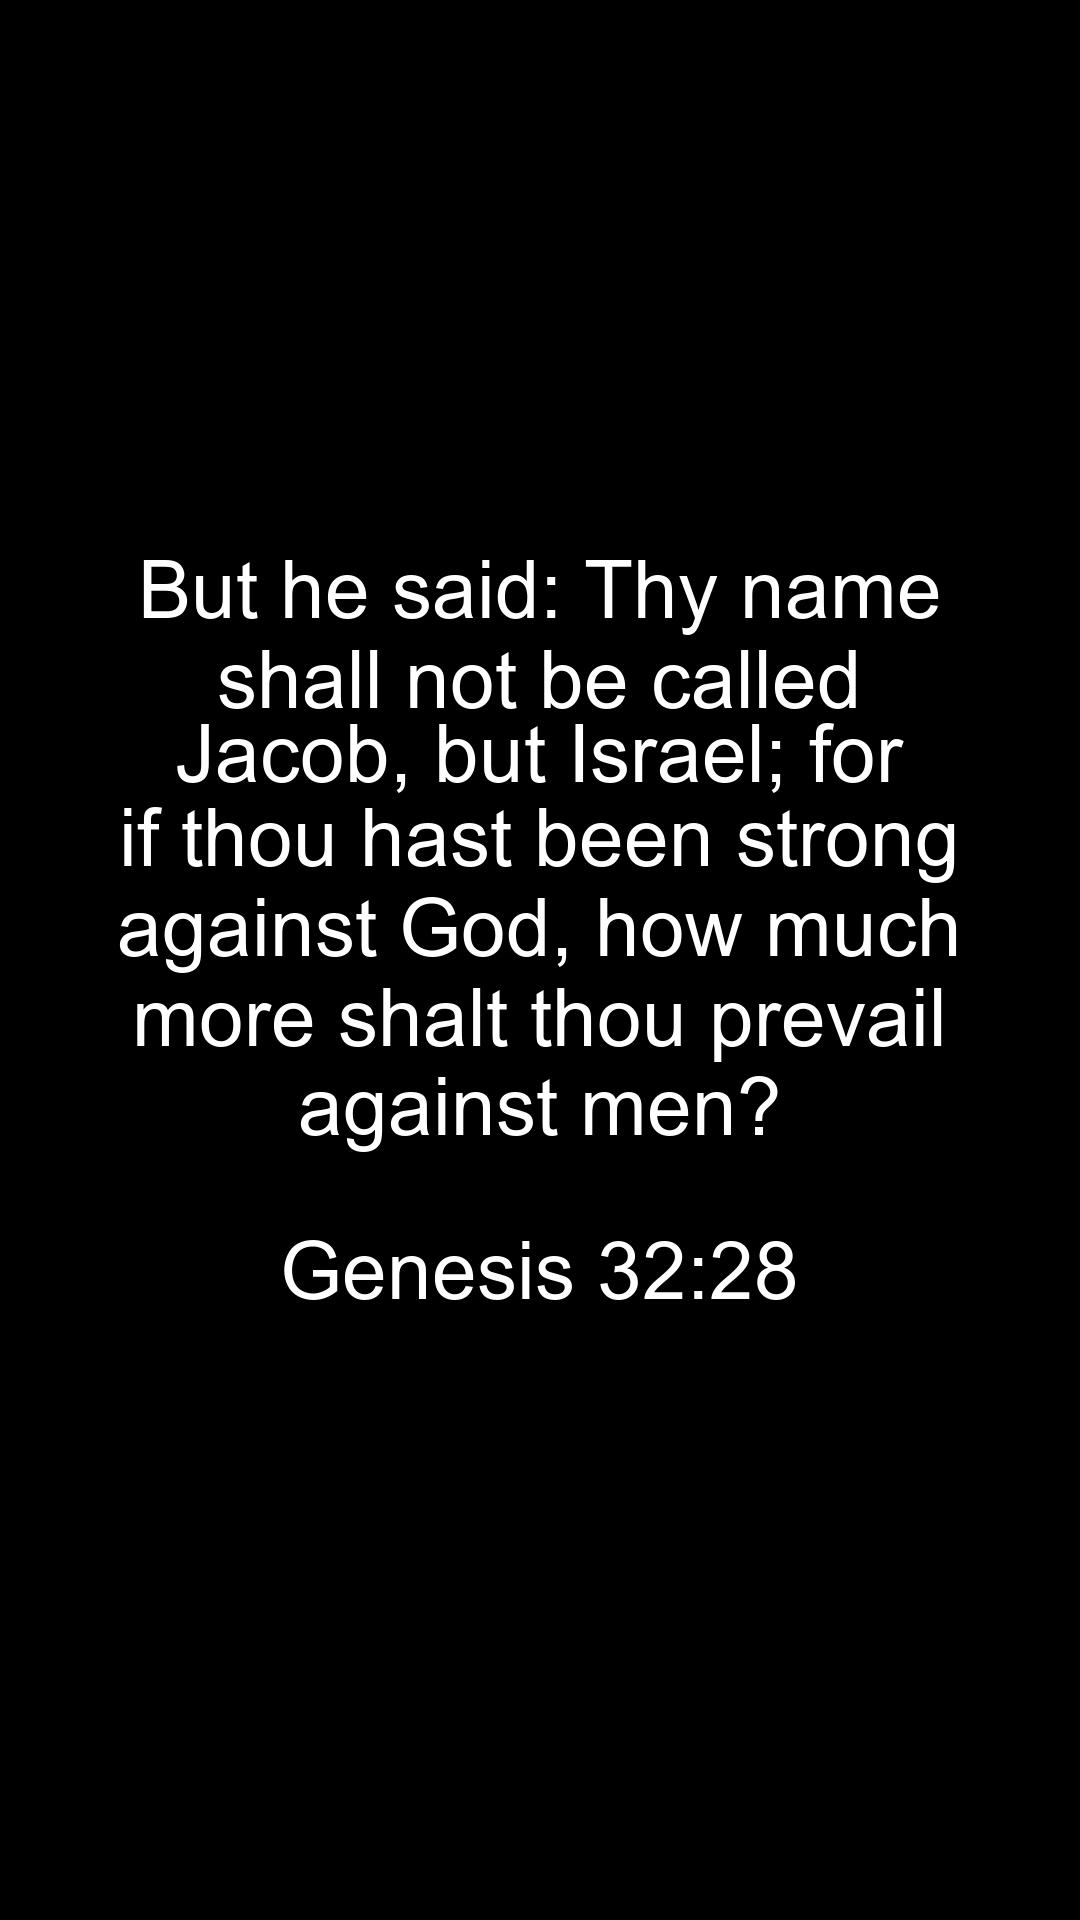 But he said: Thy name
shall not be called
Jacob, but Israel; for
if thou hast been strong
against God, how much
more shalt thou prevail
against men?
Genesis 32:28